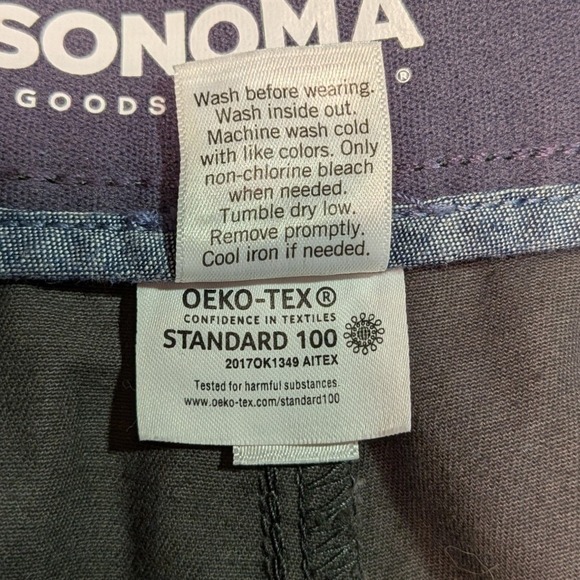 SONOMA
GOODS
®
Wash before wearing.
Wash inside out.
Machine wash cold
with like colors. Only
non-chlorine bleach
when needed.
Tumble dry low.
Remove promptly.
Cool iron if needed.
OEKO-TEX®
CONFIDENCE IN TEXTILES
STANDARD 100
2017OK1349 AITEX
Tested for harmful substances.
www.oeko-tex.com/standard100